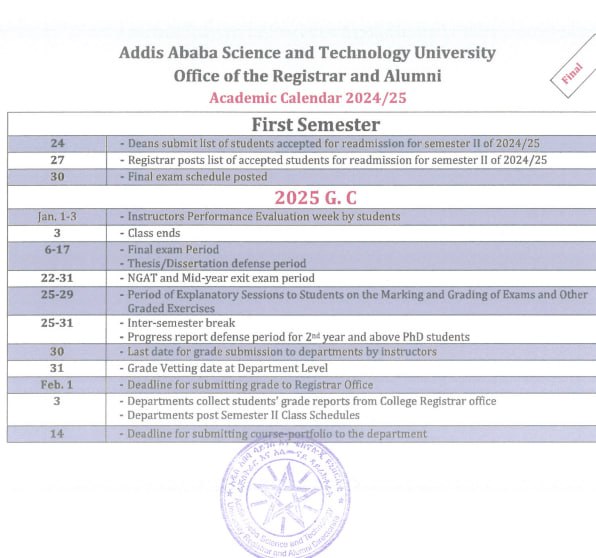 Addis Ababa Science and Technology University
Office of the Registrar and Alumni
Academic Calendar 2024/25
Final
First Semester
24 - Deans submit list of students accepted for readmission for semester II of 2024/25
27 - Registrar posts list of accepted students for readmission for semester II of 2024/25
30 - Final exam schedule posted
2025 G. C
Jan. 1-3 - Instructors Performance Evaluation week by students
3 - Class ends
6-17 - Final exam Period
- Thesis/Dissertation defense period
22-31 - NGAT and Mid-year exit exam period
25-29 - Period of Explanatory Sessions to Students on the Marking and Grading of Exams and Other
Graded Exercises
25-31 - Inter-semester break
- Progress report defense period for 2nd year and above PhD students
30 - Last date for grade submission to departments by instructors
31 - Grade Vetting date at Department Level
Feb. 1 - Deadline for submitting grade to Registrar Office
3 - Departments collect students' grade reports from College Registrar office
- Departments post Semester II Class Schedules
14 - Deadline for submitting course-portfolio to the department
Addis Ababa Science and Technology
University Registrar and Alumni